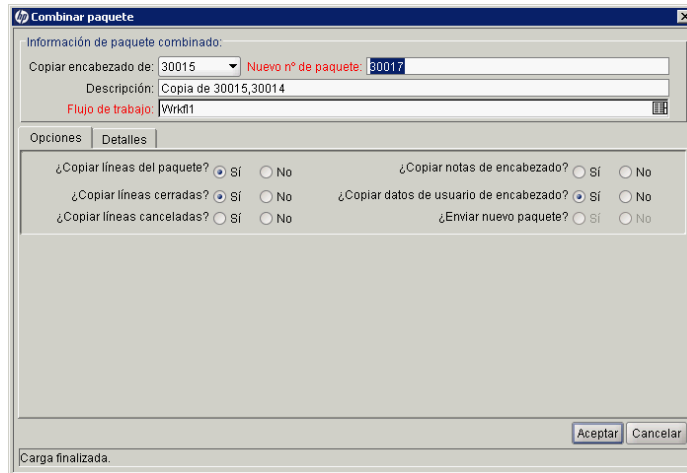 Combinar paquete
Información de paquete combinado:
Copiar encabezado de: 30015 Nuevo nº de paquete: 30017
Descripción: Copia de 30015,30014
Flujo de trabajo: Wrkfl1
Opciones Detalles
¿Copiar líneas del paquete? Sí No ¿Copiar notas de encabezado? Sí No
¿Copiar líneas cerradas? Sí No ¿Copiar datos de usuario de encabezado? Sí No
¿Copiar líneas canceladas? Sí No ¿Enviar nuevo paquete? Sí No
Aceptar Cancelar
Carga finalizada.